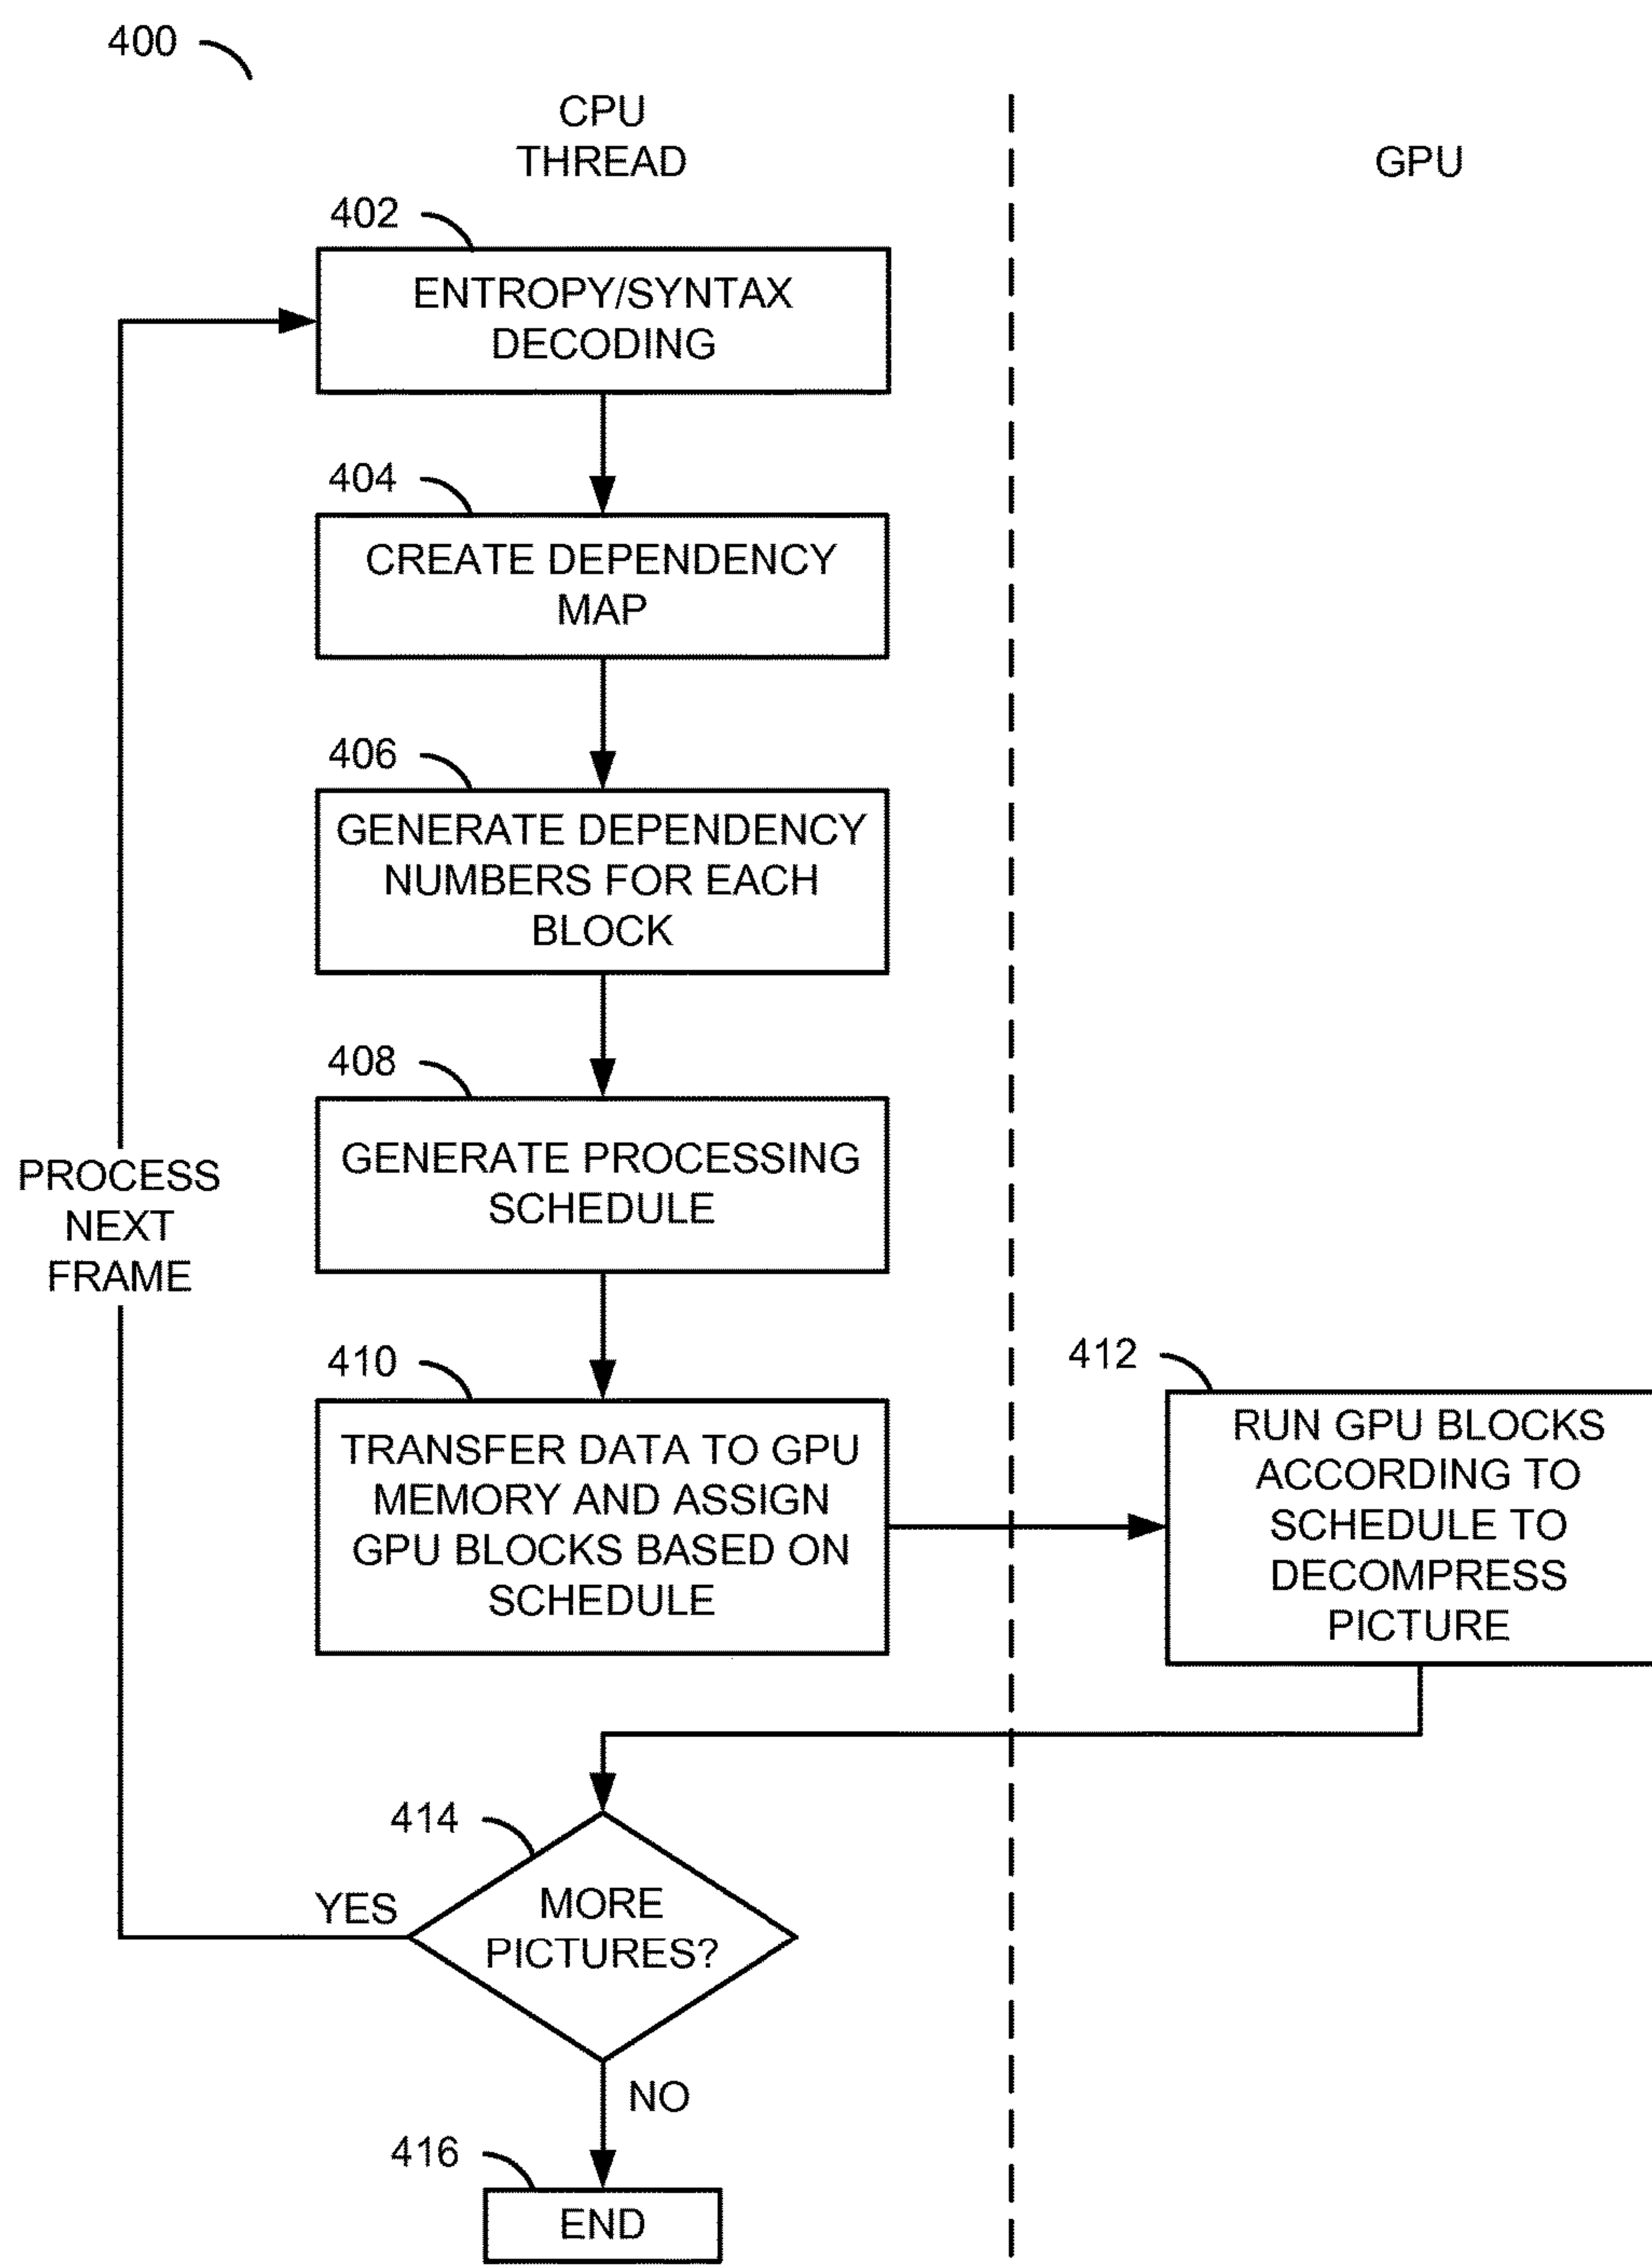 400
CPU
THREAD
GPU
402
ENTROPY/SYNTAX
DECODING
404
CREATE DEPENDENCY
MAP
406
GENERATE DEPENDENCY
NUMBERS FOR EACH
BLOCK
408
GENERATE PROCESSING
SCHEDULE
PROCESS
NEXT
FRAME
410
TRANSFER DATA TO GPU
MEMORY AND ASSIGN
GPU BLOCKS BASED ON
SCHEDULE
412
RUN GPU BLOCKS
ACCORDING TO
SCHEDULE TO
DECOMPRESS
PICTURE
414
MORE
PICTURES?
YES
NO
416
END